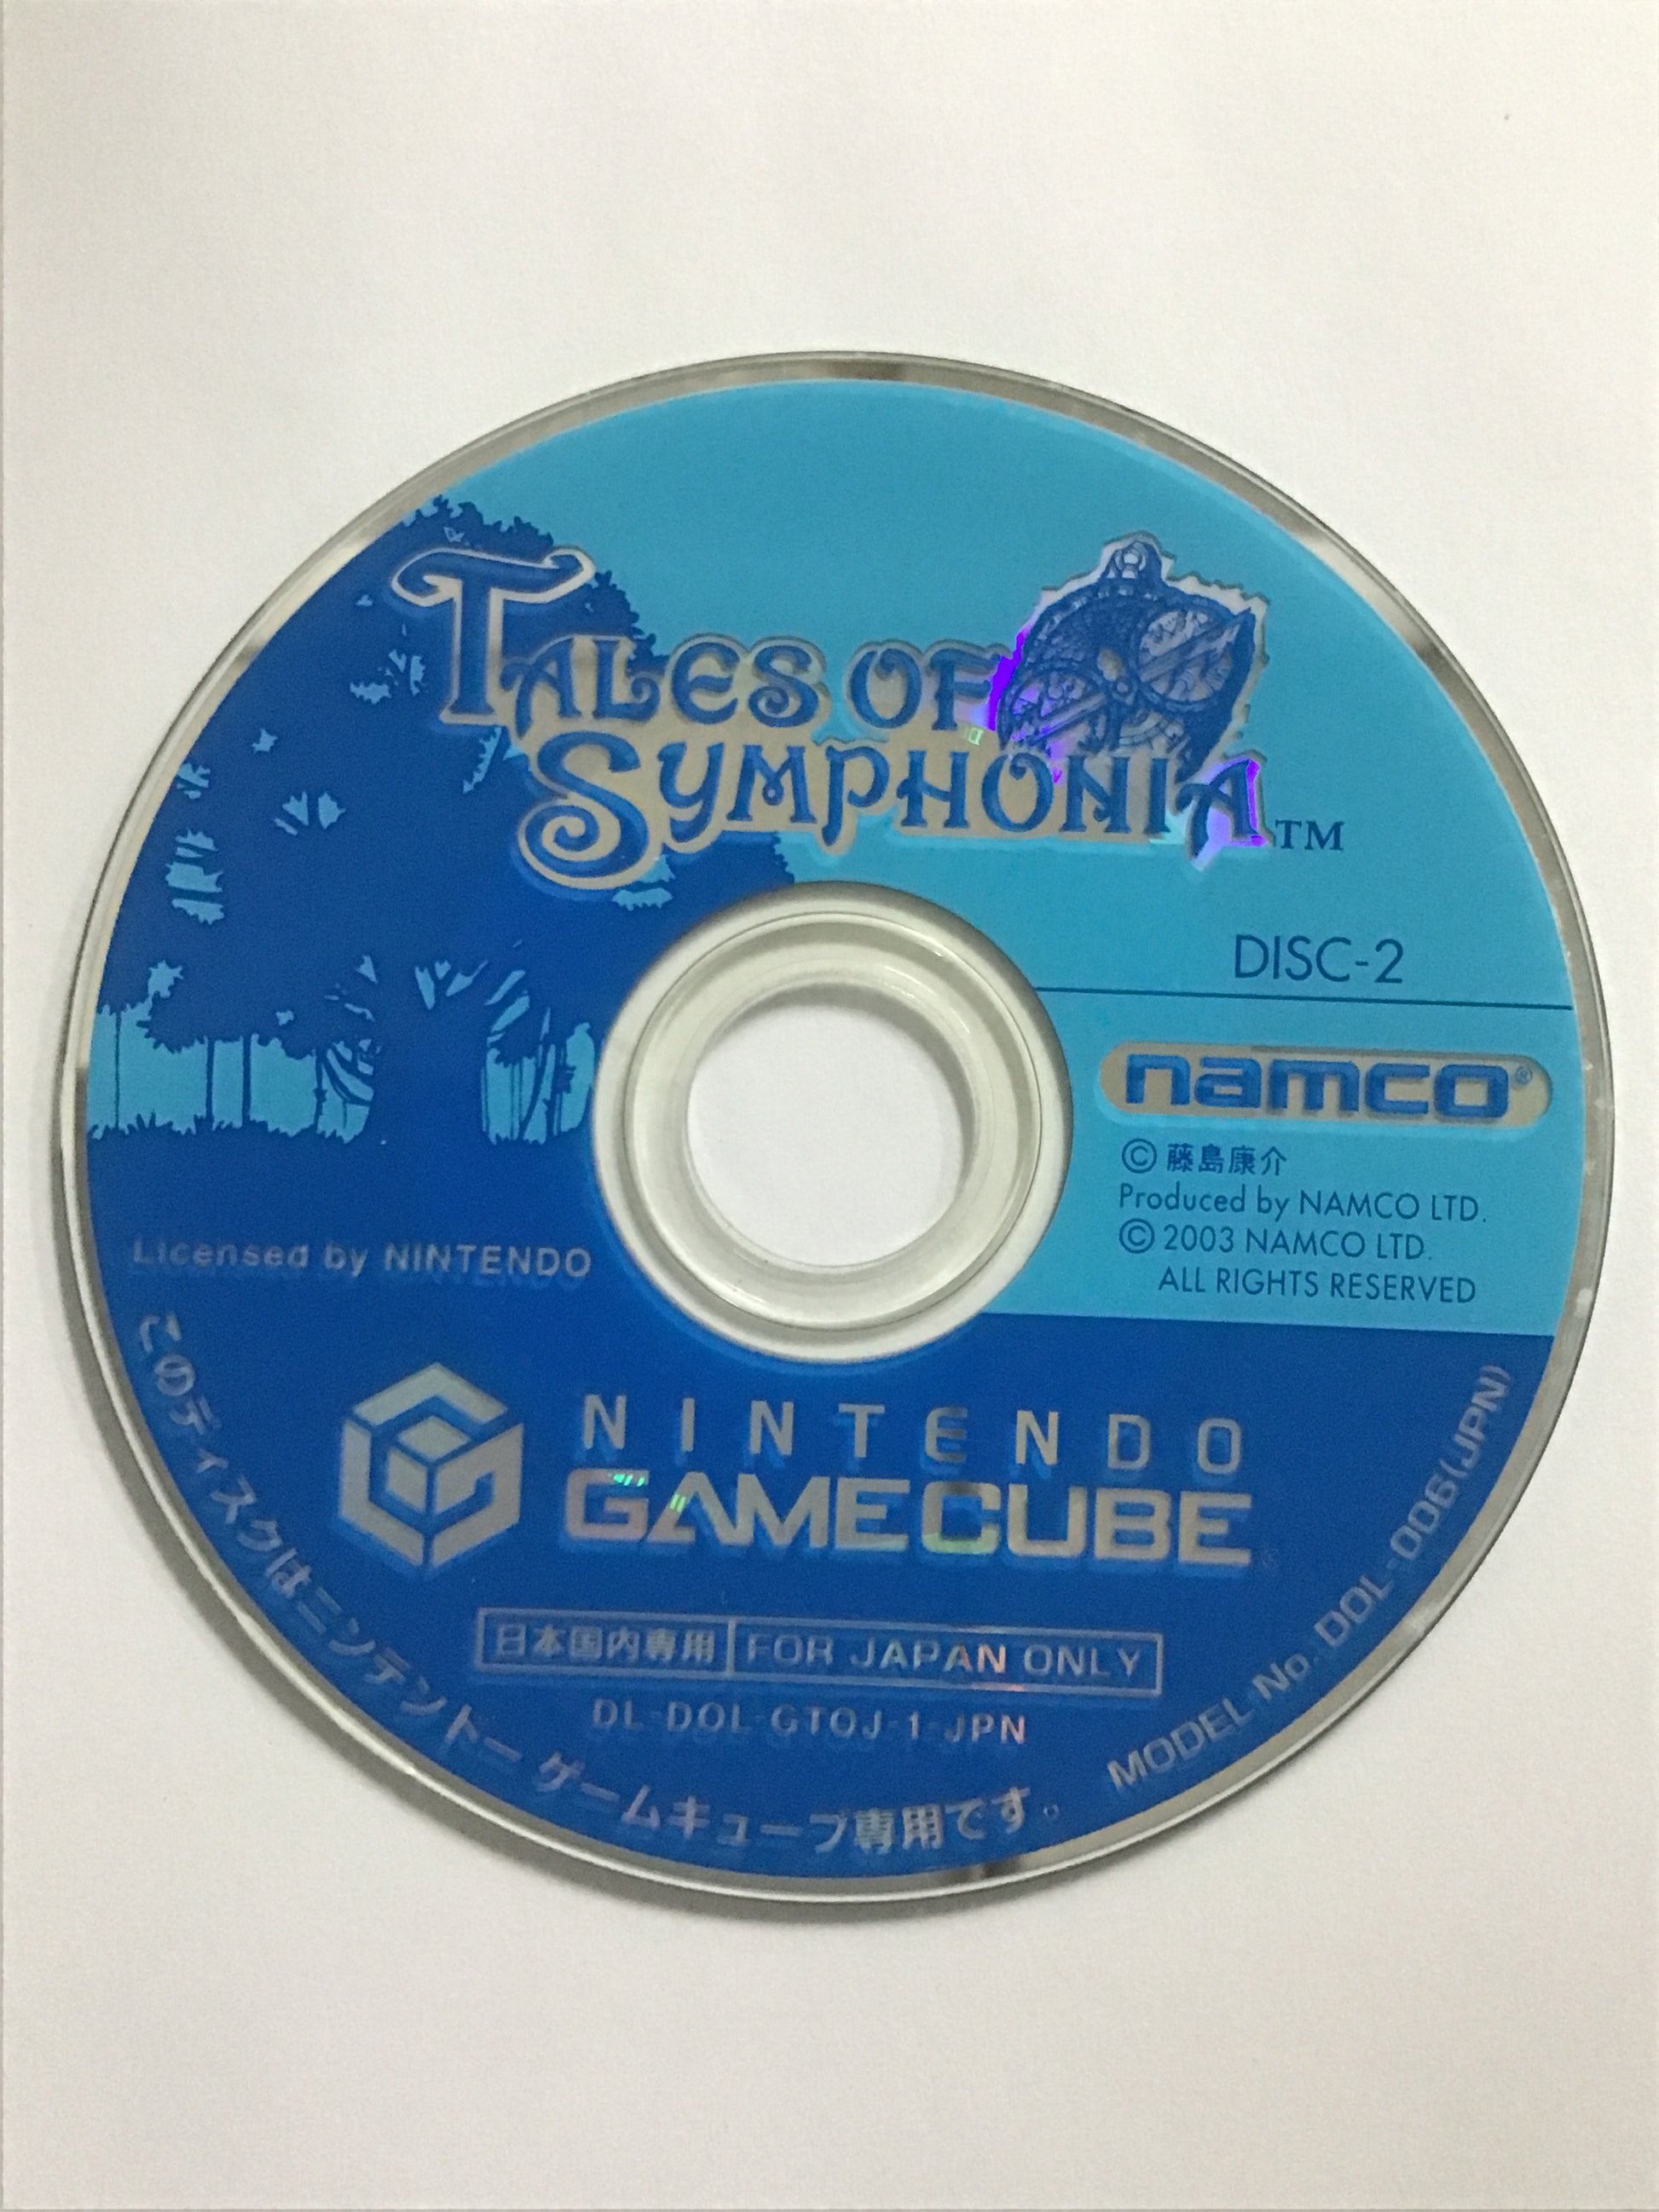 TALES OF
SYMPHONIA™
DISC-2
namco®
© 藤島康介
Produced by NAMCO LTD.
© 2003 NAMCO LTD.
ALL RIGHTS RESERVED
Licensed by NINTENDO
NINTENDO
GAMECUBE
日本国内専用 FOR JAPAN ONLY
DL-DOL-GTOJ-1-JPN
このディスクはニンテンドー ゲームキューブ専用です。
MODEL No. DOL-006(JPN)